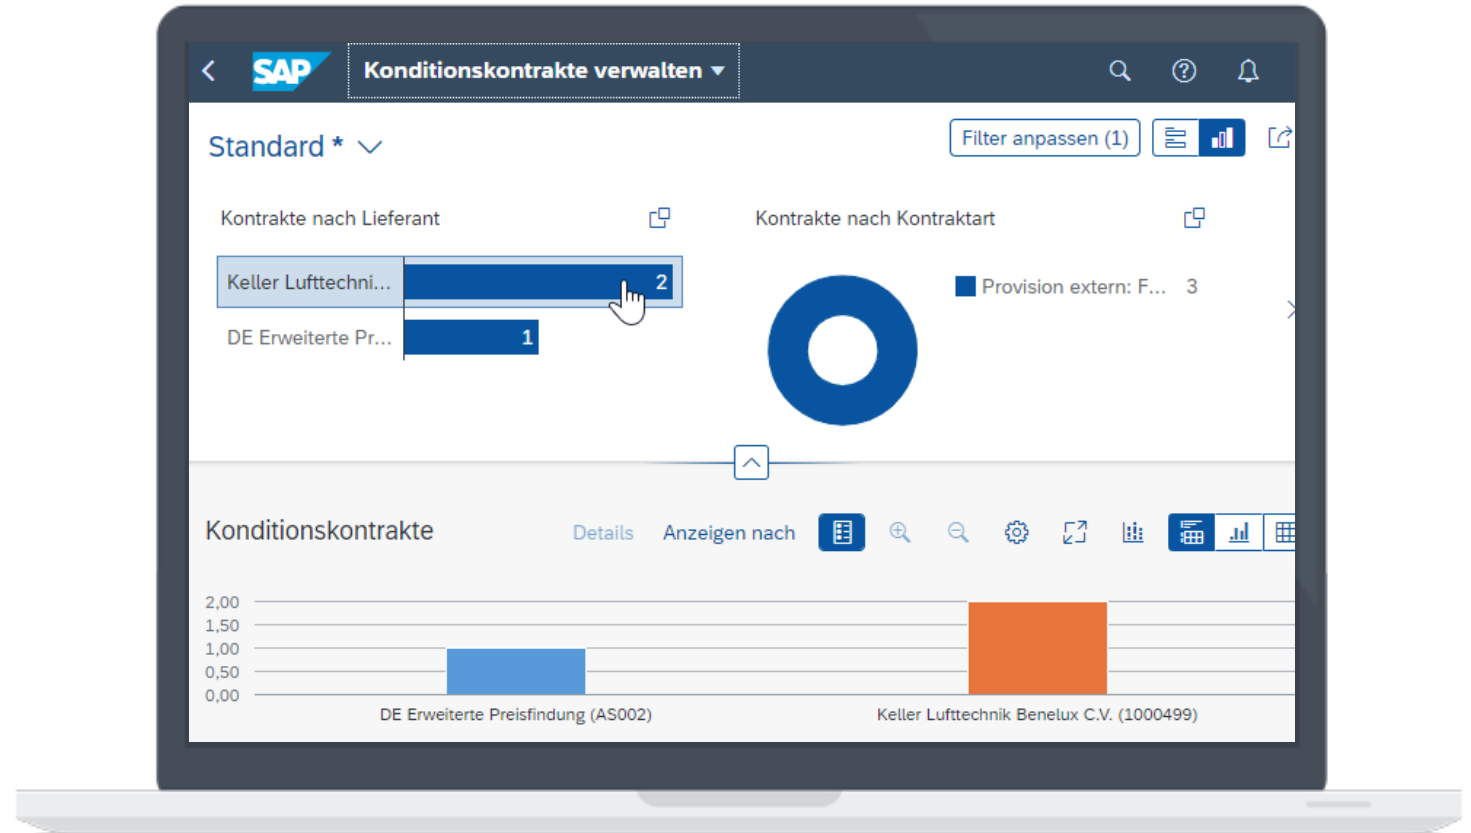 SAP Konditionskontrakte verwalten
Standard *
Filter anpassen (1)
Kontrakte nach Lieferant
Keller Lufttechni... 2
DE Erweiterte Pr... 1
Kontrakte nach Kontraktart
Provision extern: F... 3
Konditionskontrakte
Details
Anzeigen nach
2,00
1,50
1,00
0,50
0,00
DE Erweiterte Preisfindung (AS002)
Keller Lufttechnik Benelux C.V. (1000499)